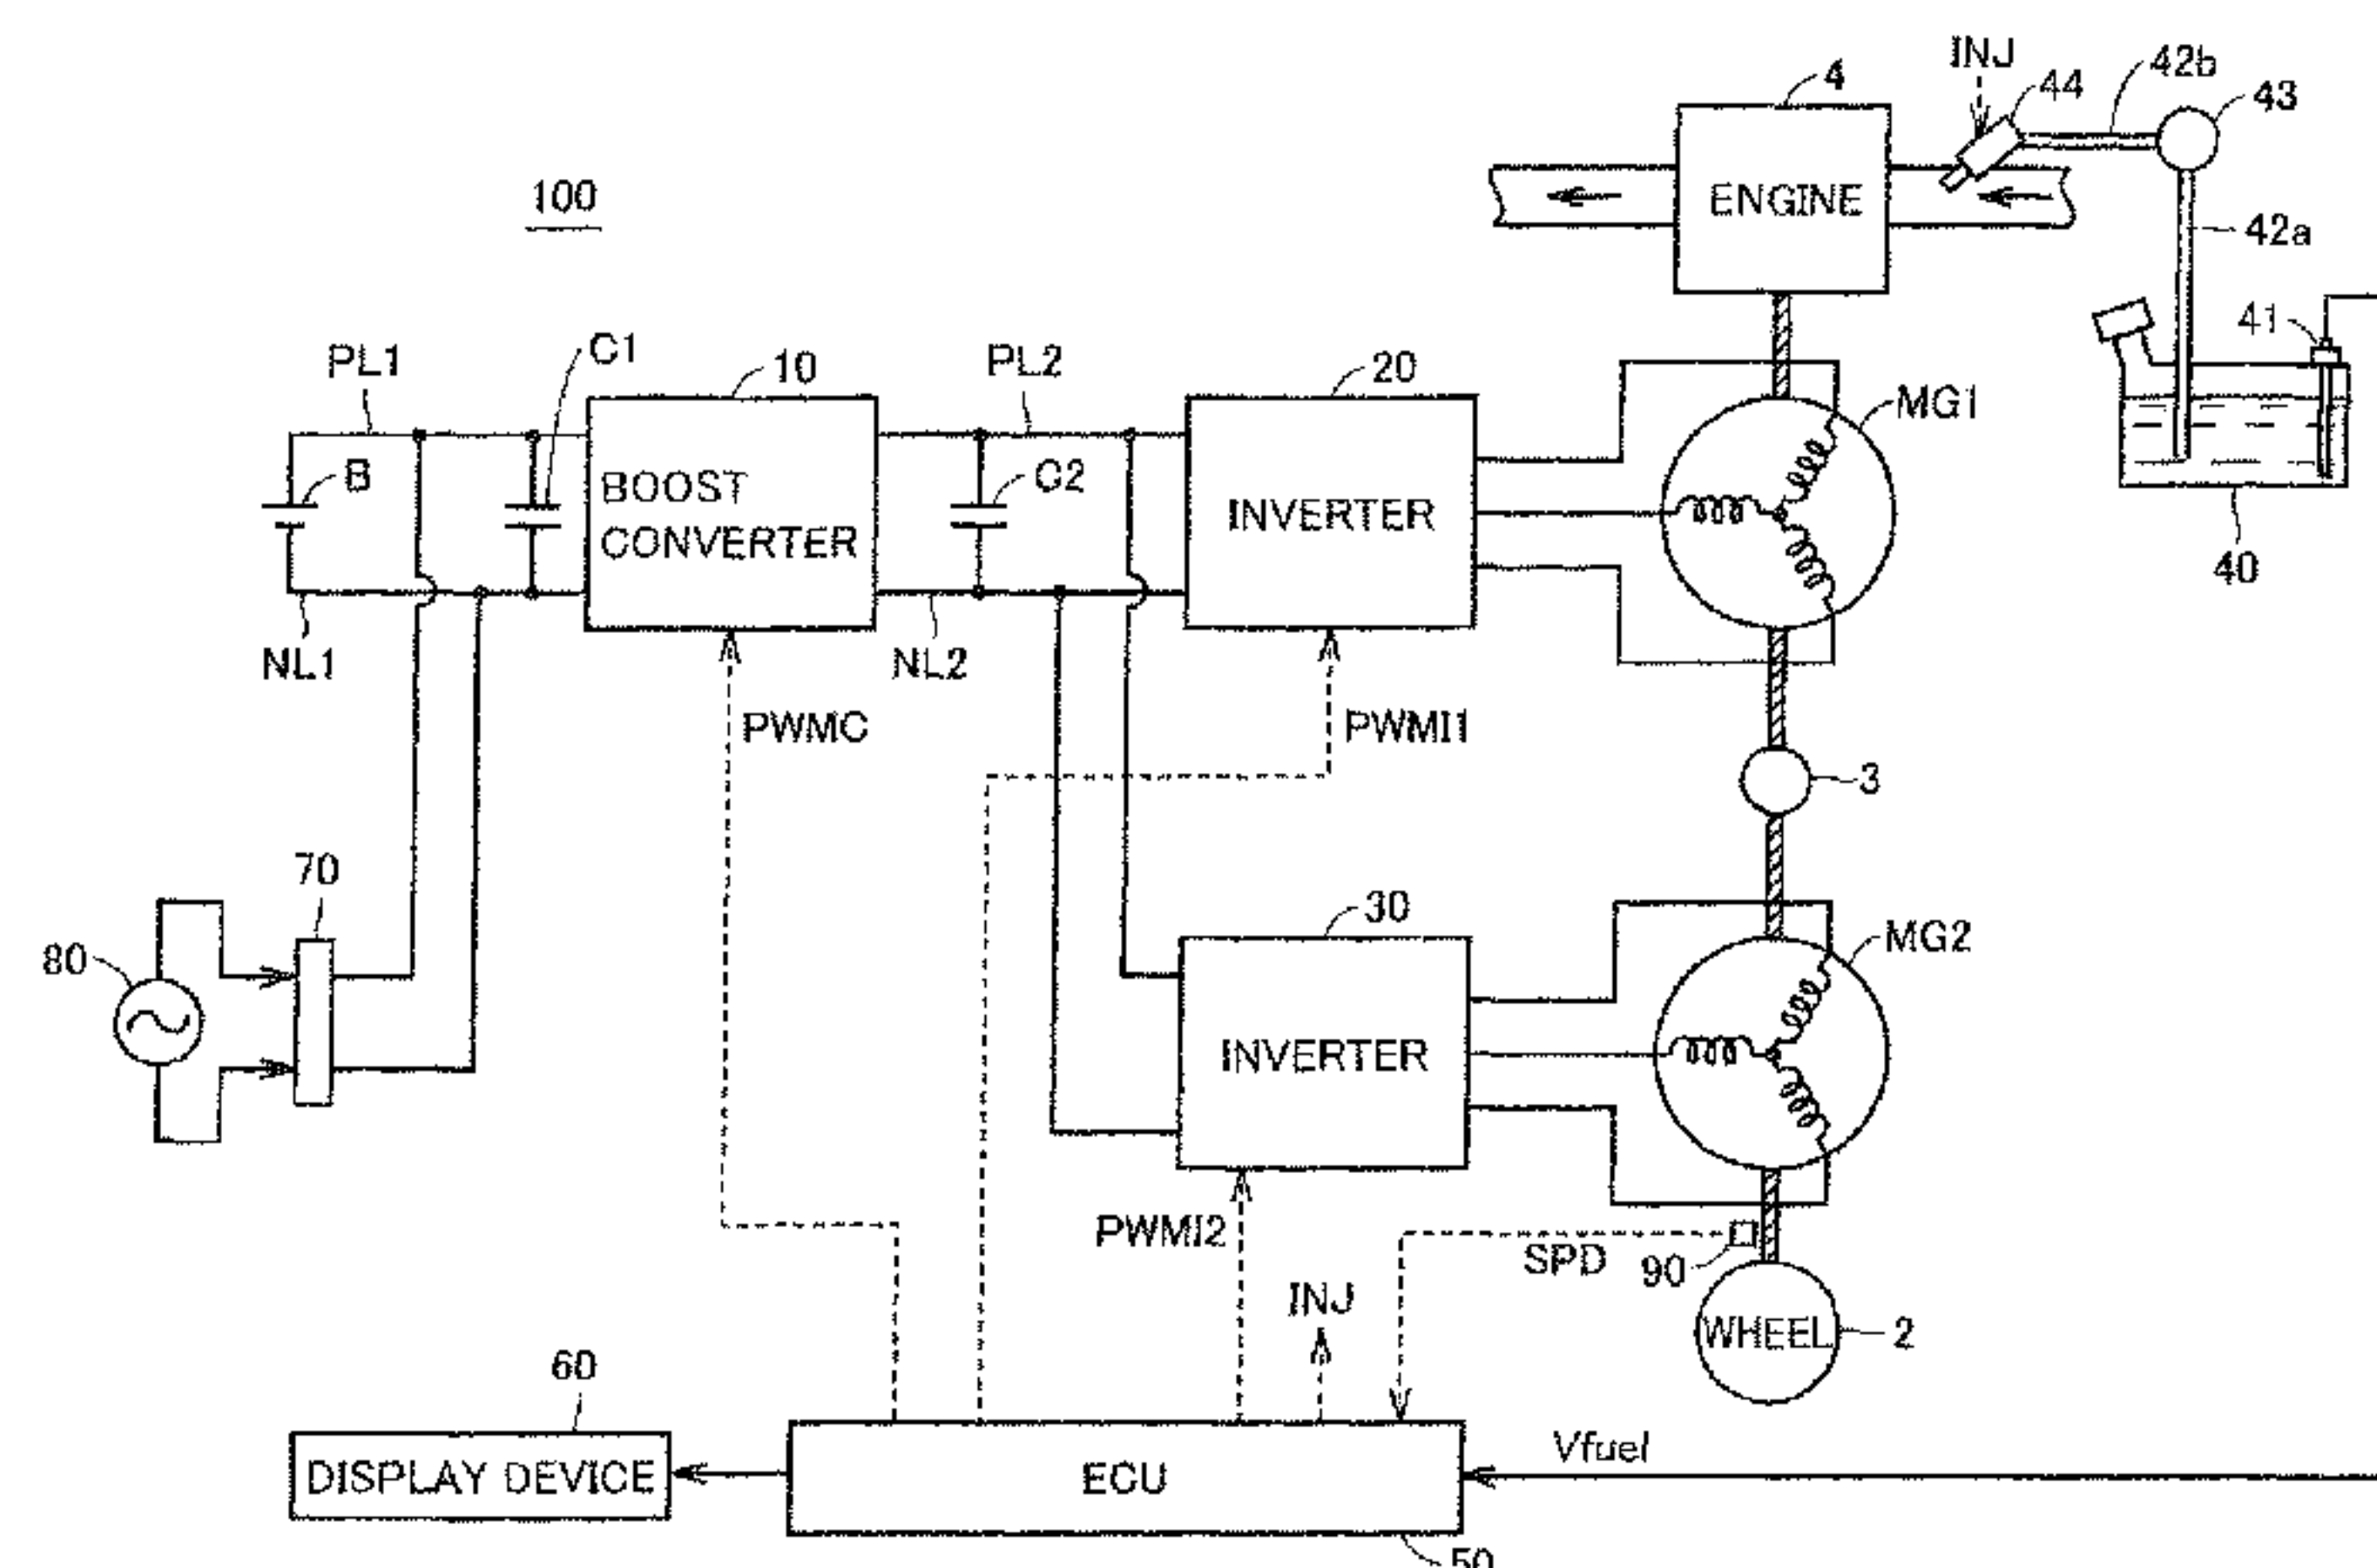 INJ
42b
4
44
43
100
ENGINE
42a
41
PL1
C1
10
PL2
20
MG1
B
BOOST
CONVERTER
C2
INVERTER
40
NL1
NL2
PWMC
PWMI1
3
70
30
MG2
80
INVERTER
PWMI2
SPD
90
INJ
WHEEL
2
60
Vfuel
DISPLAY DEVICE
ECU
50